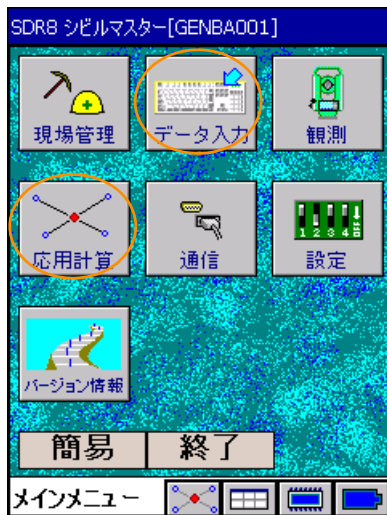 SDR8 シビルマスター[GENBA001]
現場管理
データ入力
観測
応用計算
通信
1 2 3 4
OFF
設定
バージョン情報
簡易
終了
メインメニュー